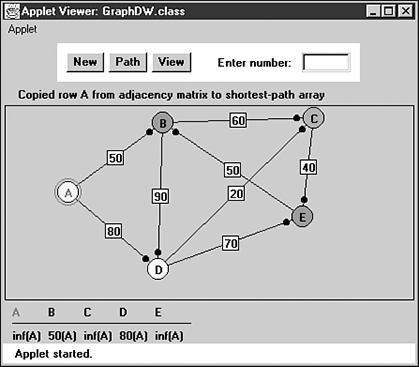 Applet Viewer: GraphDW.class
Applet
New Path View Enter number:
Copied row A from adjacency matrix to shortest-path array
B 60 C
50 50 40
A 90 20
80 E
70
D
A B C D E
inf(A) 50(A) inf(A) 80(A) inf(A)
Applet started.